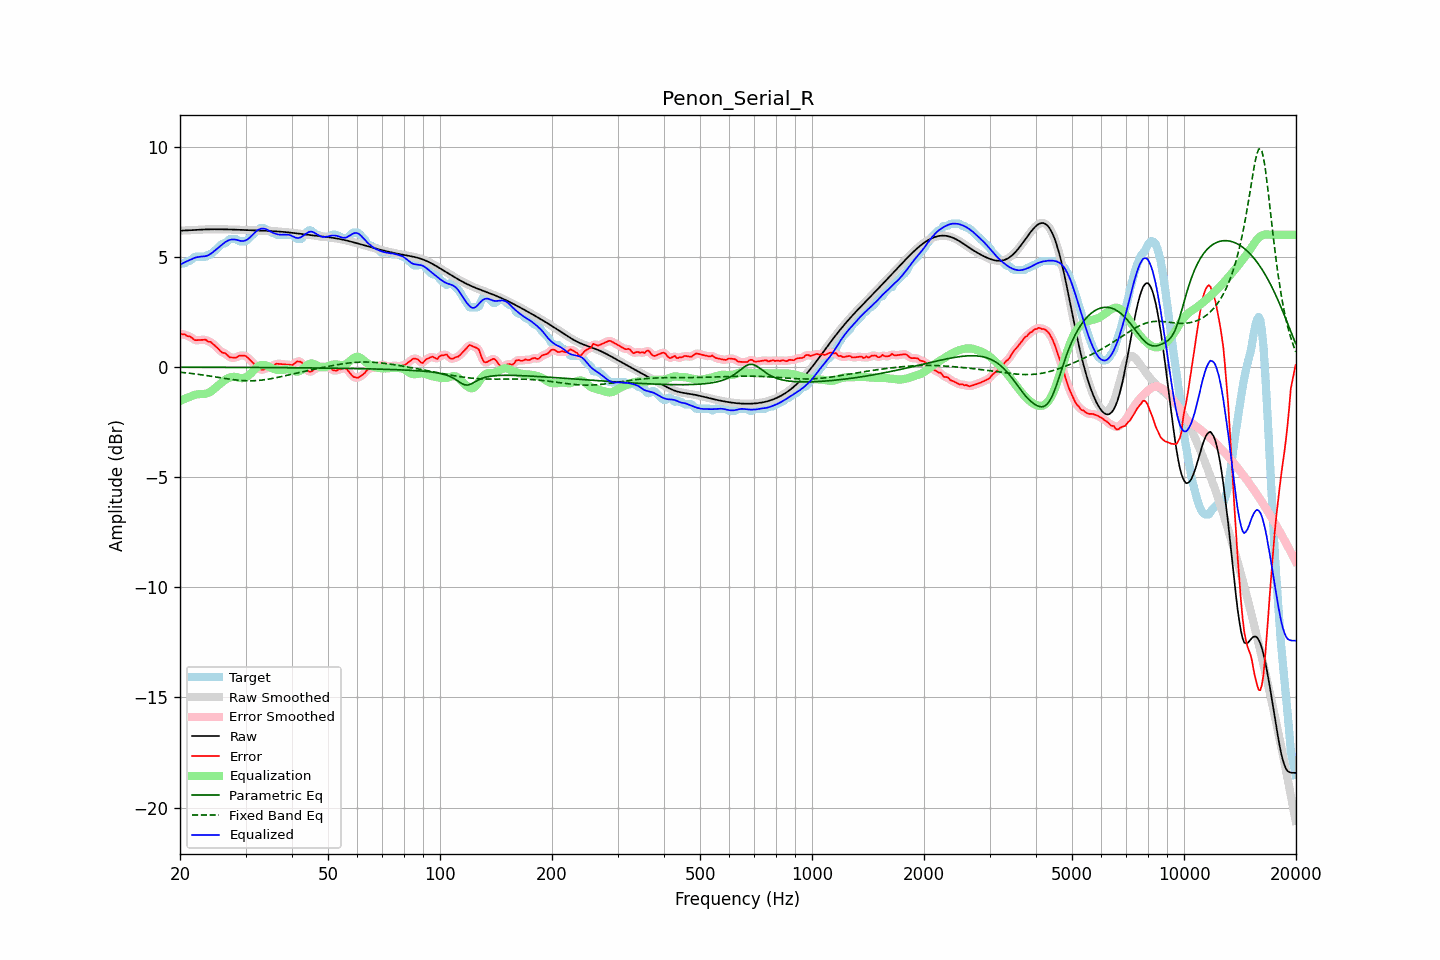 Penon_Serial_R
10
5
0
−5
−10
−15
−20
Amplitude (dBr)
Target
Raw Smoothed
Error Smoothed
Raw
Error
Equalization
Parametric Eq
Fixed Band Eq
Equalized
20 50 100 200 500 1000 2000 5000 10000 20000
Frequency (Hz)